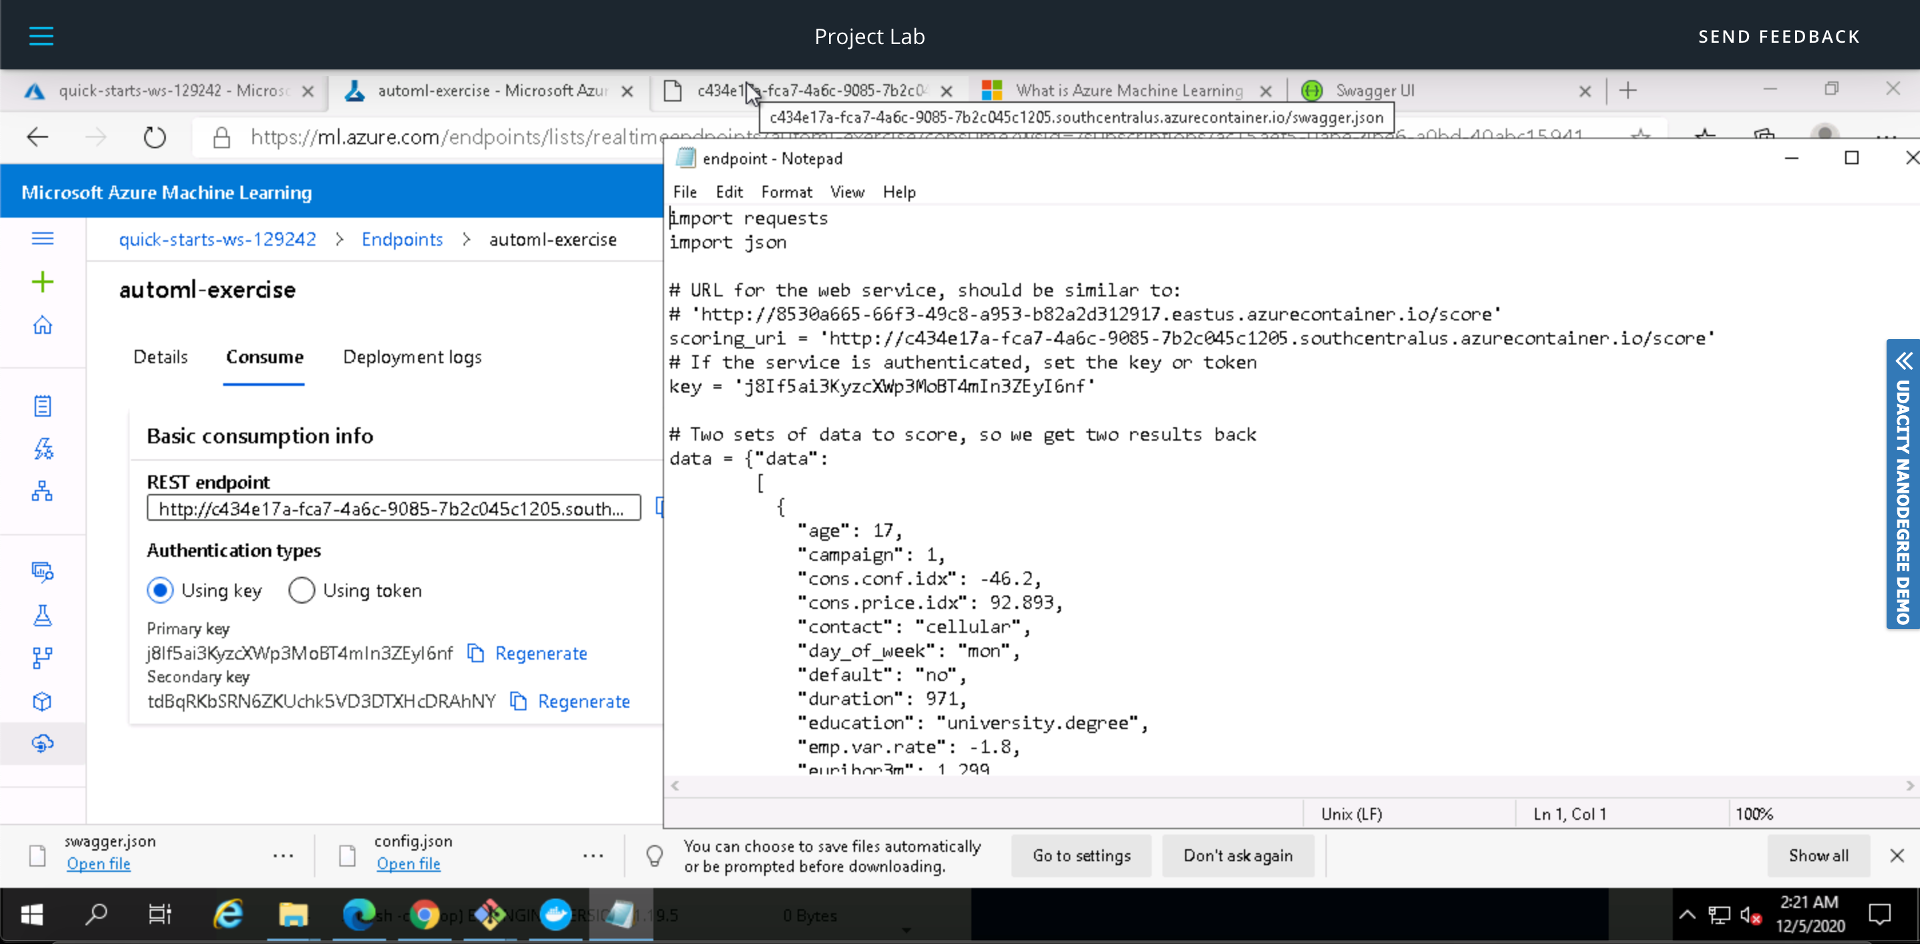 Project Lab
SEND FEEDBACK
quick-starts-ws-129242 - Micros
automl-exercise - Microsoft Azur
c434e17a-fca7-4a6c-9085-7b2c04
What is Azure Machine Learning
Swagger UI
c434e17a-fca7-4a6c-9085-7b2c045c1205.southcentralus.azurecontainer.io/swagger.json
https://ml.azure.com/endpoints/lists/realtimeendpoints/automl-exercise/consume
endpoint - Notepad
File Edit Format View Help
Microsoft Azure Machine Learning
quick-starts-ws-129242 > Endpoints > automl-exercise
automl-exercise
Details Consume Deployment logs
Basic consumption info
REST endpoint
http://c434e17a-fca7-4a6c-9085-7b2c045c1205.south...
Authentication types
Using key Using token
Primary key
j8If5ai3KyzcXWp3MoBT4mIn3ZEyI6nf Regenerate
Secondary key
tdBqRKbSRN6ZKUchk5VD3DTXHcDRAhNY Regenerate
import requests
import json
# URL for the web service, should be similar to:
# 'http://8530a665-66f3-49c8-a953-b82a2d312917.eastus.azurecontainer.io/score'
scoring_uri = 'http://c434e17a-fca7-4a6c-9085-7b2c045c1205.southcentralus.azurecontainer.io/score'
# If the service is authenticated, set the key or token
key = 'j8If5ai3KyzcXWp3MoBT4mIn3ZEyI6nf'
# Two sets of data to score, so we get two results back
data = {"data":
[
{
"age": 17,
"campaign": 1,
"cons.conf.idx": -46.2,
"cons.price.idx": 92.893,
"contact": "cellular",
"day_of_week": "mon",
"default": "no",
"duration": 971,
"education": "university.degree",
"emp.var.rate": -1.8,
"euribor3m": 1.299
Unix (LF) Ln 1, Col 1 100%
UDACITY NANODEGREE DEMO
swagger.json
Open file
config.json
Open file
You can choose to save files automatically
or be prompted before downloading.
Go to settings
Don't ask again
Show all
0 Bytes
2:21 AM
12/5/2020